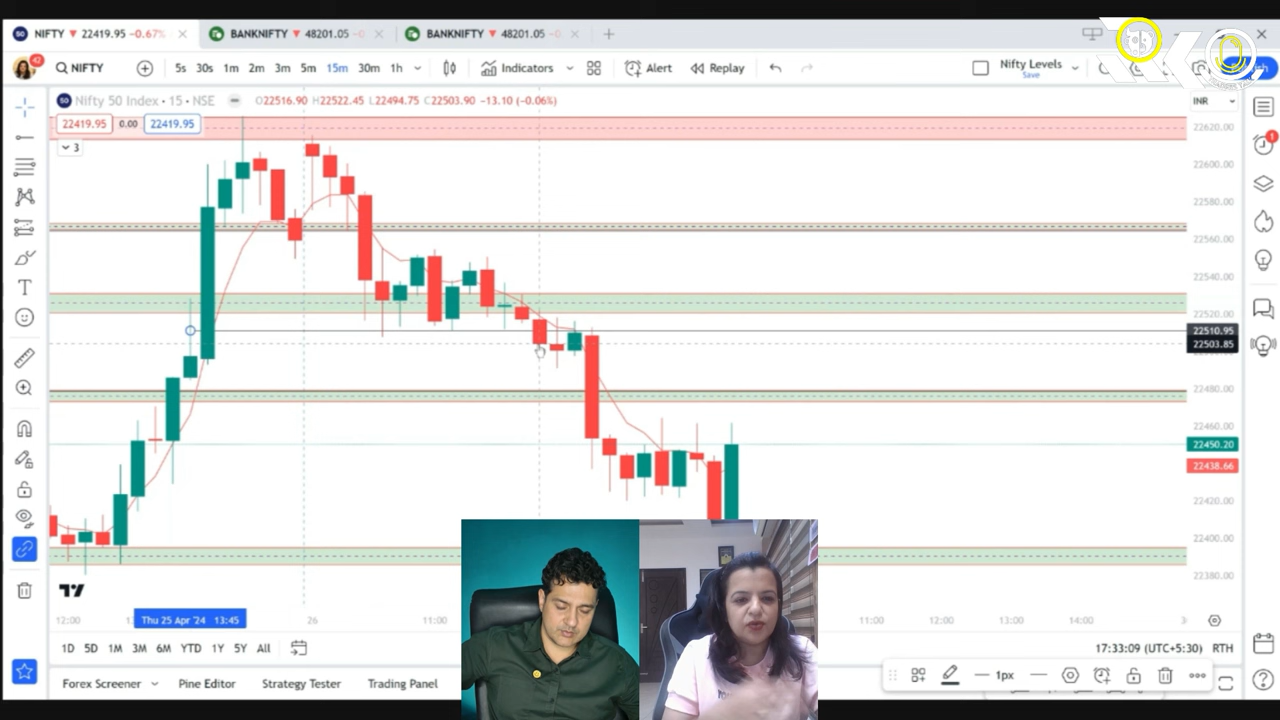 NIFTY 22419.95 -0.67%
BANKNIFTY 48201.05
BANKNIFTY 48201.05
42
NIFTY
5s 30s 1m 2m 3m 5m 15m 30m 1h
Indicators
Alert
Replay
Nifty Levels
Save
Nifty 50 Index · 15 · NSE
O22516.90 H22522.45 L22494.75 C22503.90 -13.10 (-0.06%)
INR
22419.95 0.00 22419.95
3
1
22620.00
22600.00
22580.00
22560.00
22540.00
22520.00
22510.95
22503.85
22480.00
22460.00
22450.20
22438.66
22420.00
22400.00
22380.00
12:00
Thu 25 Apr '24 13:45
26
11:00
11:00
12:00
13:00
14:00
1D 5D 1M 3M 6M YTD 1Y 5Y All
17:33:09 (UTC+5:30) RTH
1px
Forex Screener
Pine Editor
Strategy Tester
Trading Panel